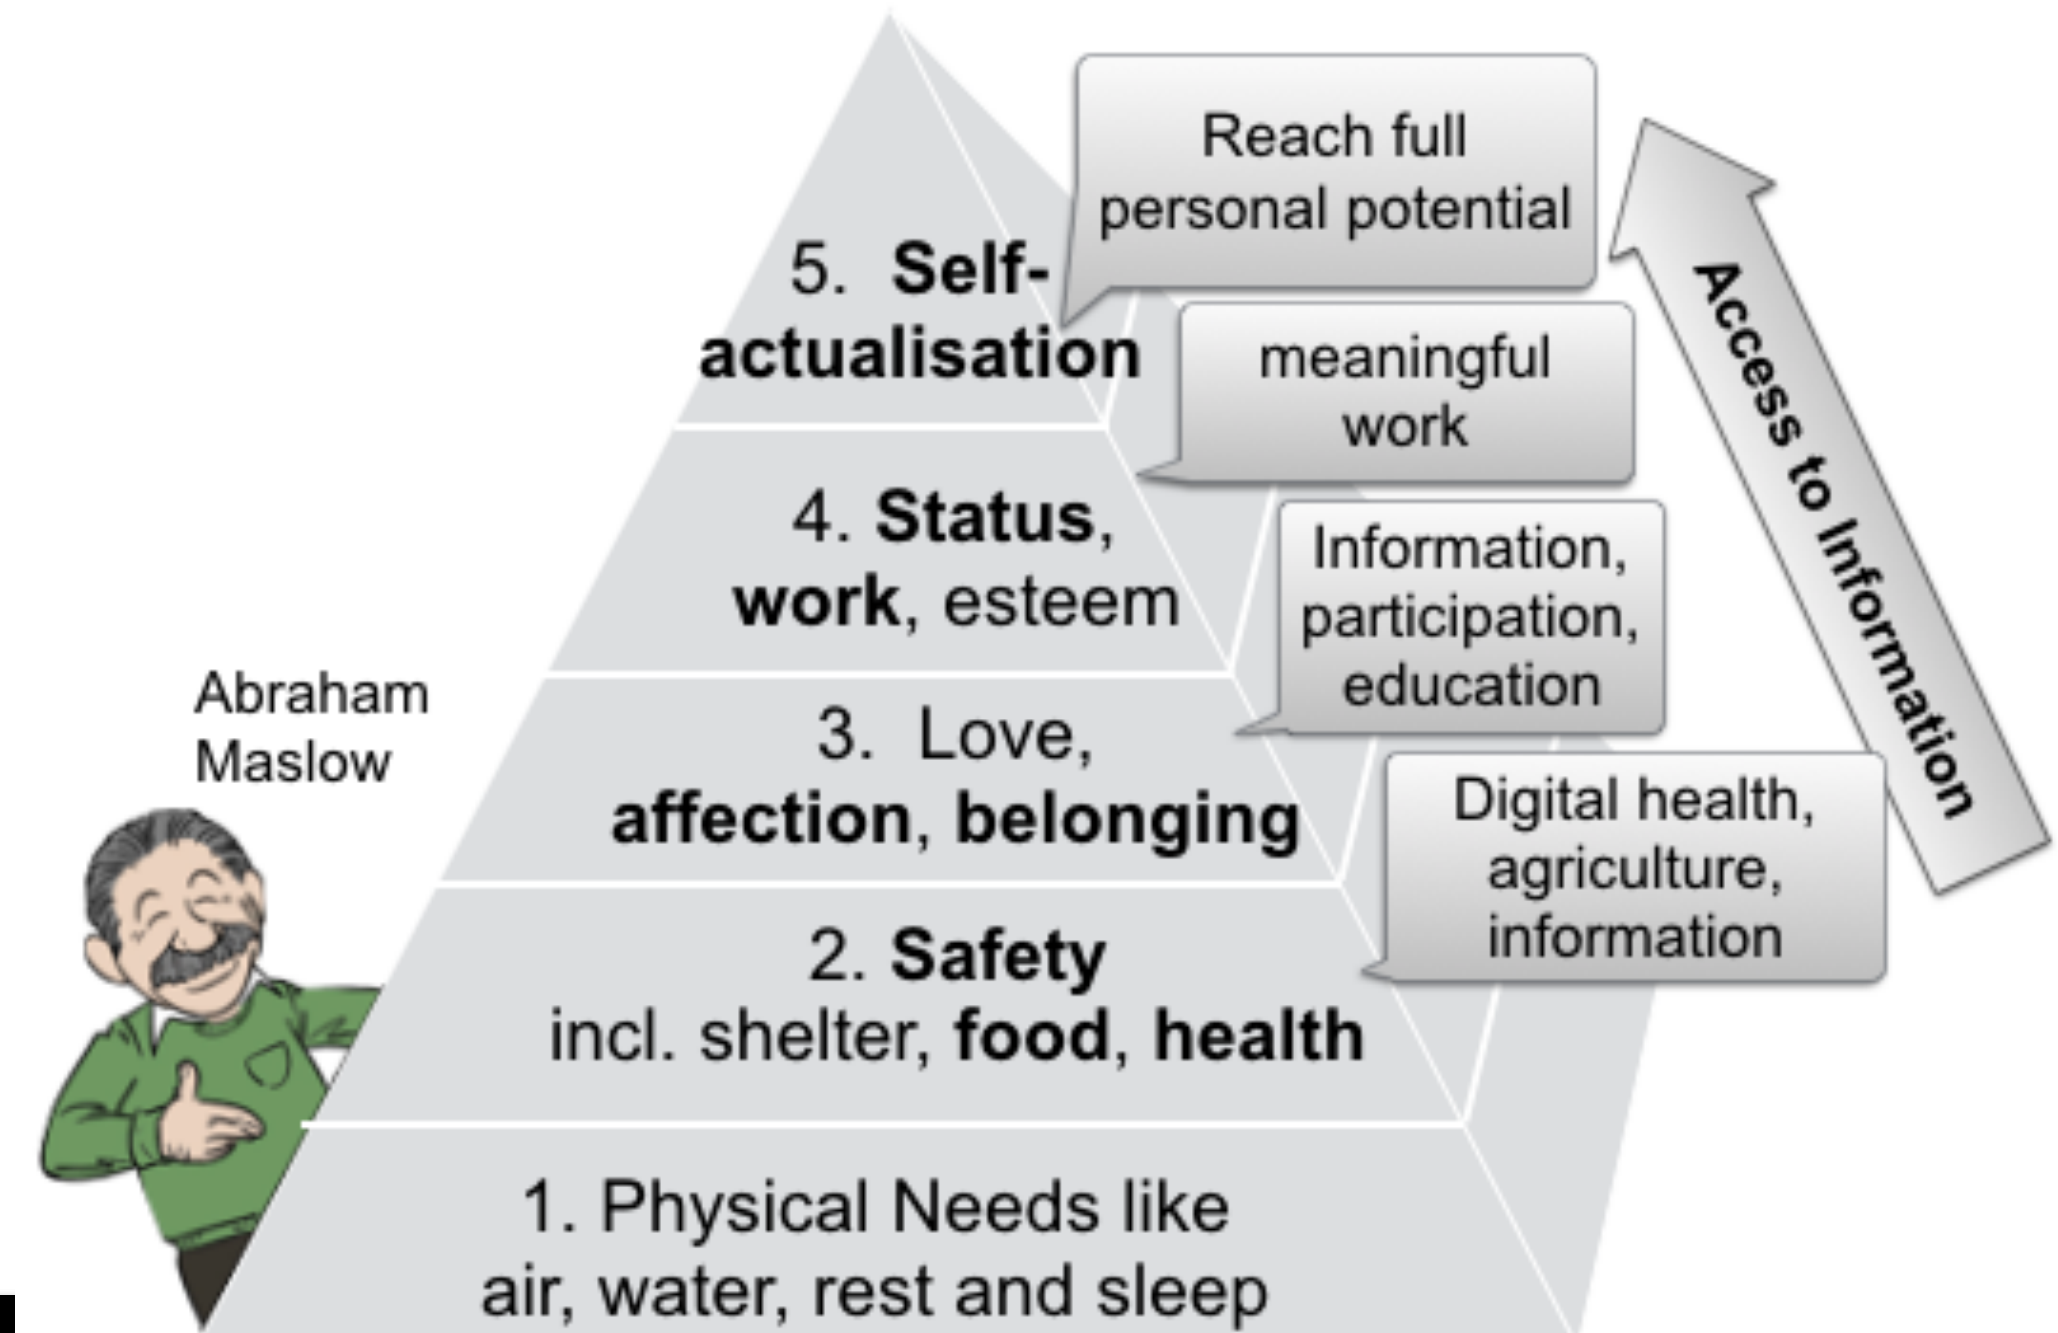 Reach full
personal potential
5. Self-
actualisation
meaningful
work
4. Status,
work, esteem
Information,
participation,
education
Access to Information
Abraham
Maslow
3. Love,
affection, belonging
Digital health,
agriculture,
information
2. Safety
incl. shelter, food, health
1. Physical Needs like
air, water, rest and sleep